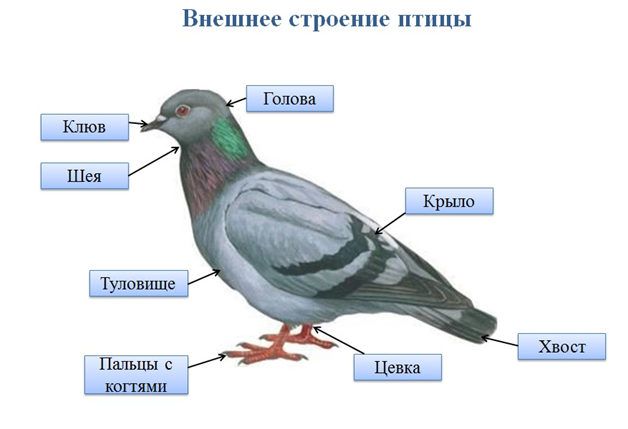 Внешнее строение птицы
Голова
Клюв
Шея
Крыло
Туловище
Хвост
Пальцы с
когтями
Цевка